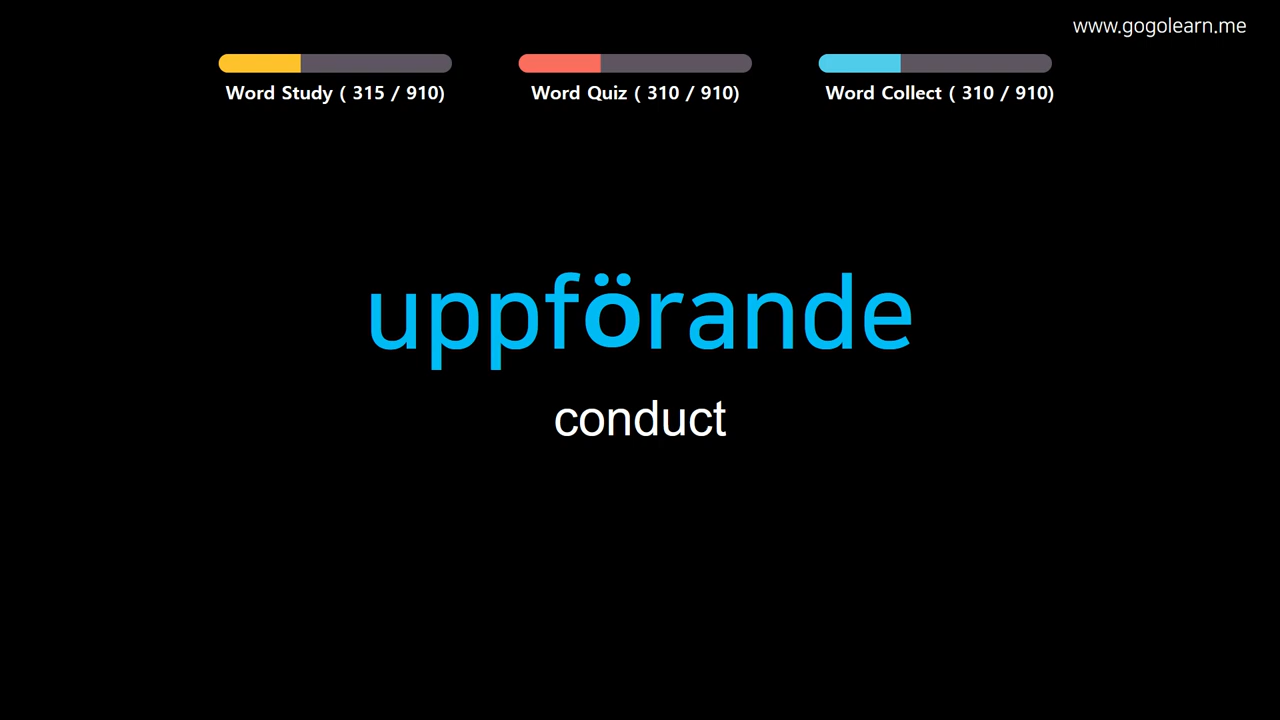 www.gogolearn.me
Word Study ( 315 / 910)
Word Quiz ( 310 / 910)
Word Collect ( 310 / 910)
uppförande
conduct